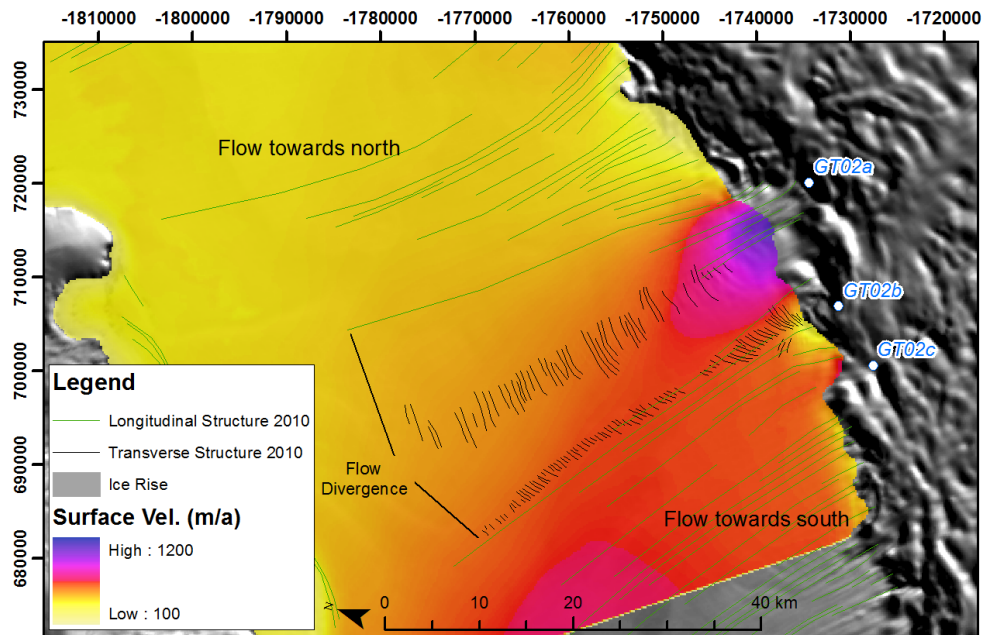 -1810000 -1800000 -1790000 -1780000 -1770000 -1760000 -1750000 -1740000 -1730000 -1720000
730000
720000
710000
700000
690000
680000
Flow towards north
GT02a
GT02b
GT02c
Flow
Divergence
Flow towards south
Legend
Longitudinal Structure 2010
Transverse Structure 2010
Ice Rise
Surface Vel. (m/a)
High : 1200
Low : 100
N
0 10 20 40 km